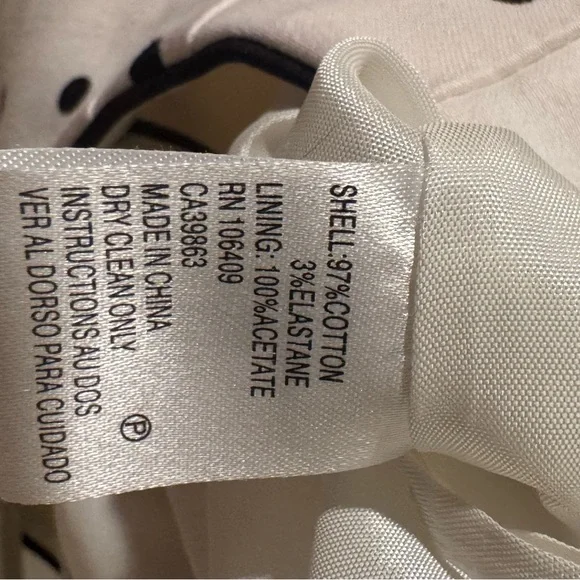 SHELL:97%COTTON
3%ELASTANE
LINING: 100%ACETATE
RN 106409
CA39863
MADE IN CHINA
DRY CLEAN ONLY
P
INSTRUCTIONS AU DOS
VER AL DORSO PARA CUIDADO